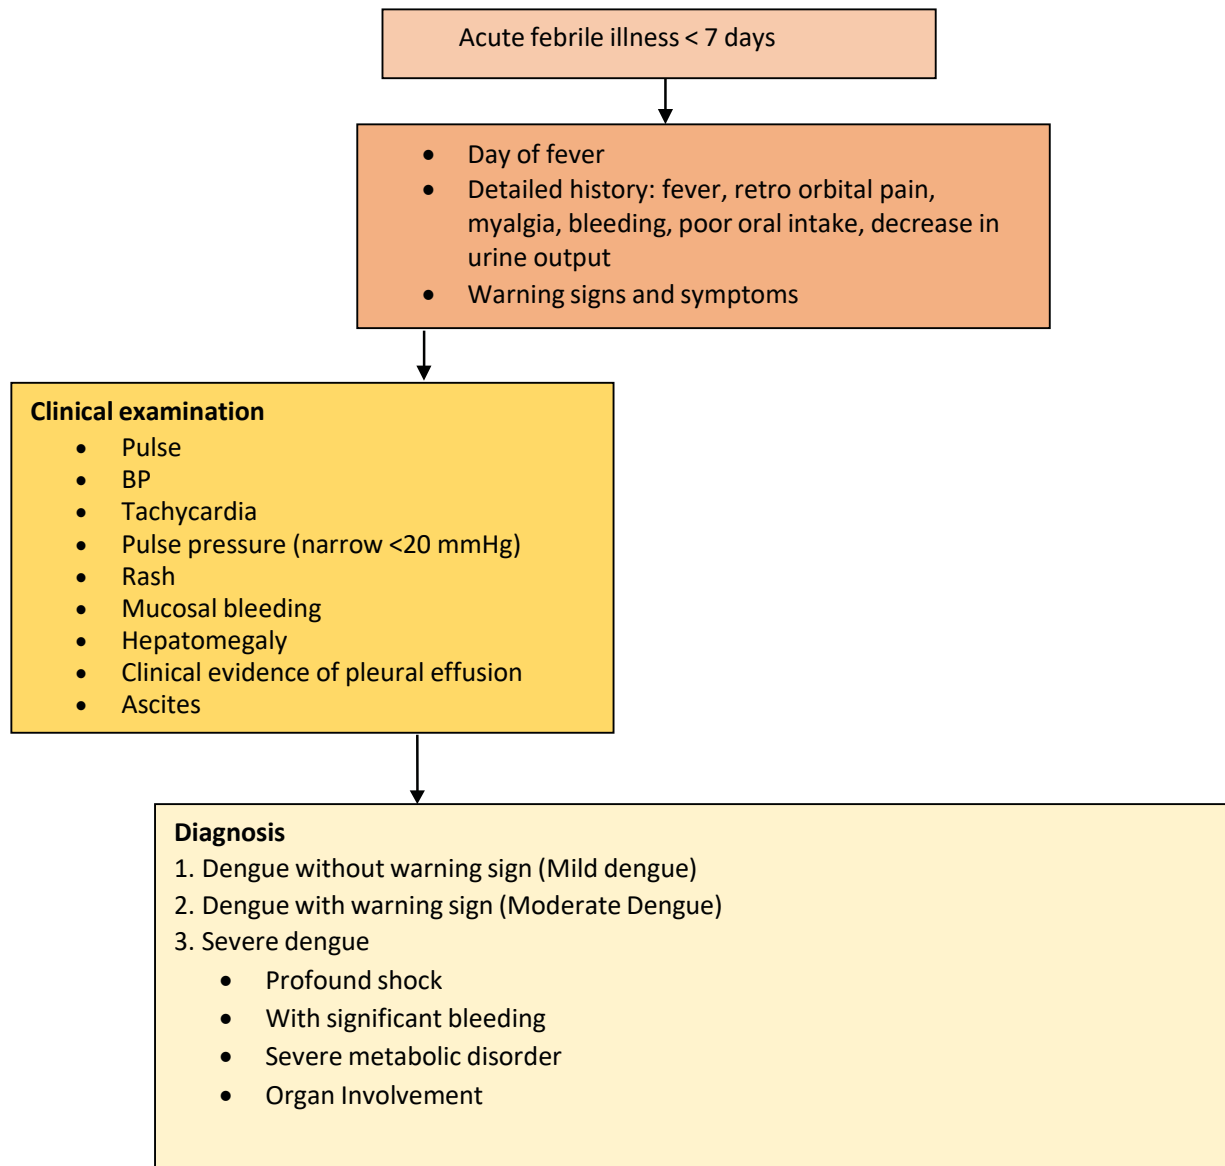 Acute febrile illness < 7 days
• Day of fever
• Detailed history: fever, retro orbital pain,
myalgia, bleeding, poor oral intake, decrease in
urine output
• Warning signs and symptoms
Clinical examination
• Pulse
• BP
• Tachycardia
• Pulse pressure (narrow <20 mmHg)
• Rash
• Mucosal bleeding
• Hepatomegaly
• Clinical evidence of pleural effusion
• Ascites
Diagnosis
1. Dengue without warning sign (Mild dengue)
2. Dengue with warning sign (Moderate Dengue)
3. Severe dengue
• Profound shock
• With significant bleeding
• Severe metabolic disorder
• Organ Involvement